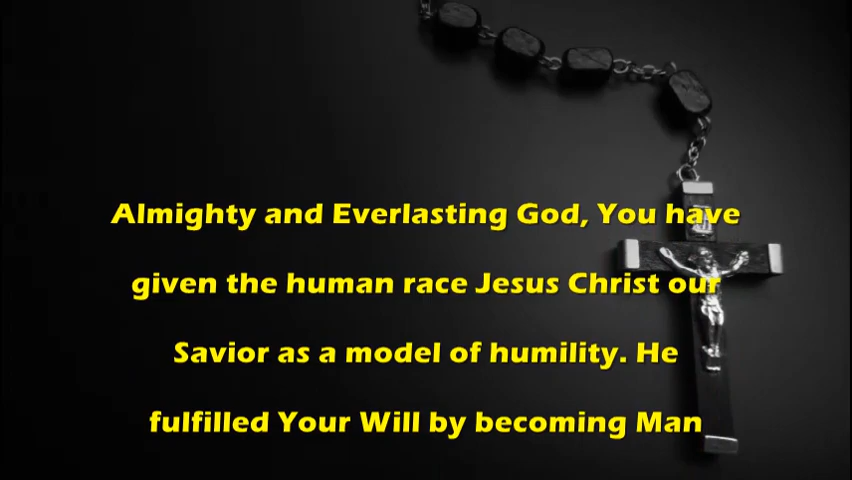 Almighty and Everlasting God, You have
given the human race Jesus Christ our
Savior as a model of humility. He
fulfilled Your Will by becoming Man